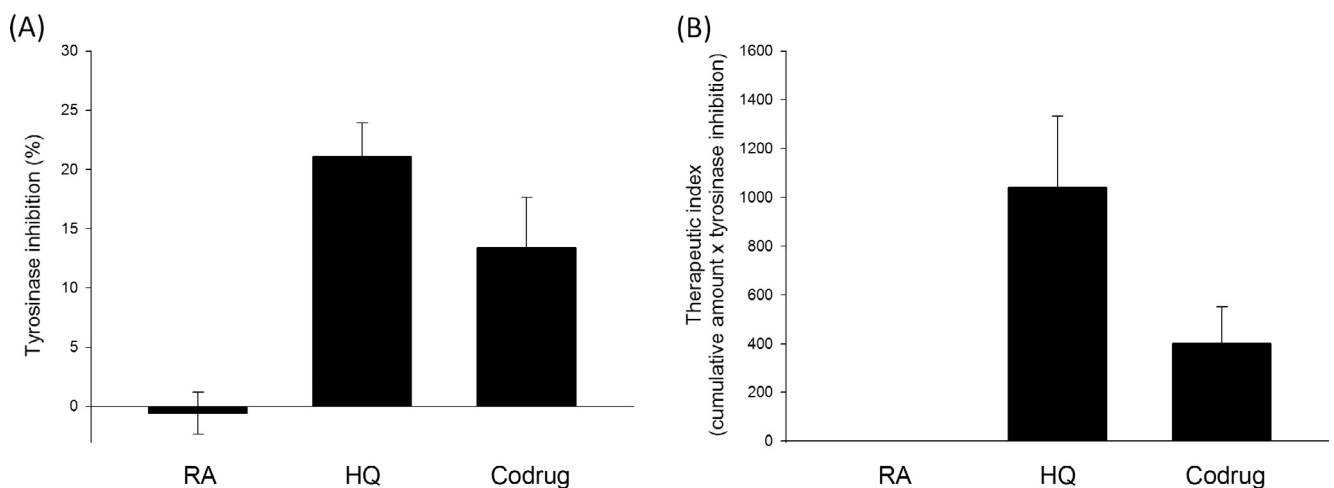 (A)
Tyrosinase inhibition (%)
30
25
20
15
10
5
0
RA HQ Codrug
(B)
Therapeutic index
(cumulative amount x tyrosinase inhibition)
1600
1400
1200
1000
800
600
400
200
0
RA HQ Codrug